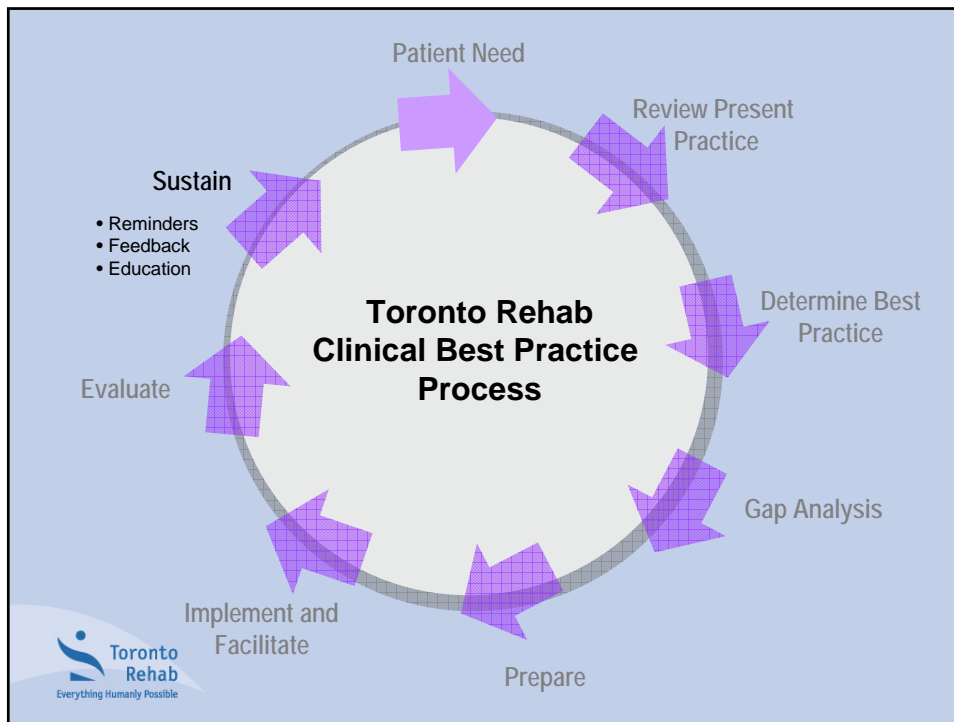 Patient Need
Review Present
Practice
Sustain
• Reminders
• Feedback
• Education
Toronto Rehab
Clinical Best Practice
Process
Determine Best
Practice
Evaluate
Gap Analysis
Implement and
Facilitate
Prepare
Toronto
Rehab
Everything Humanly Possible